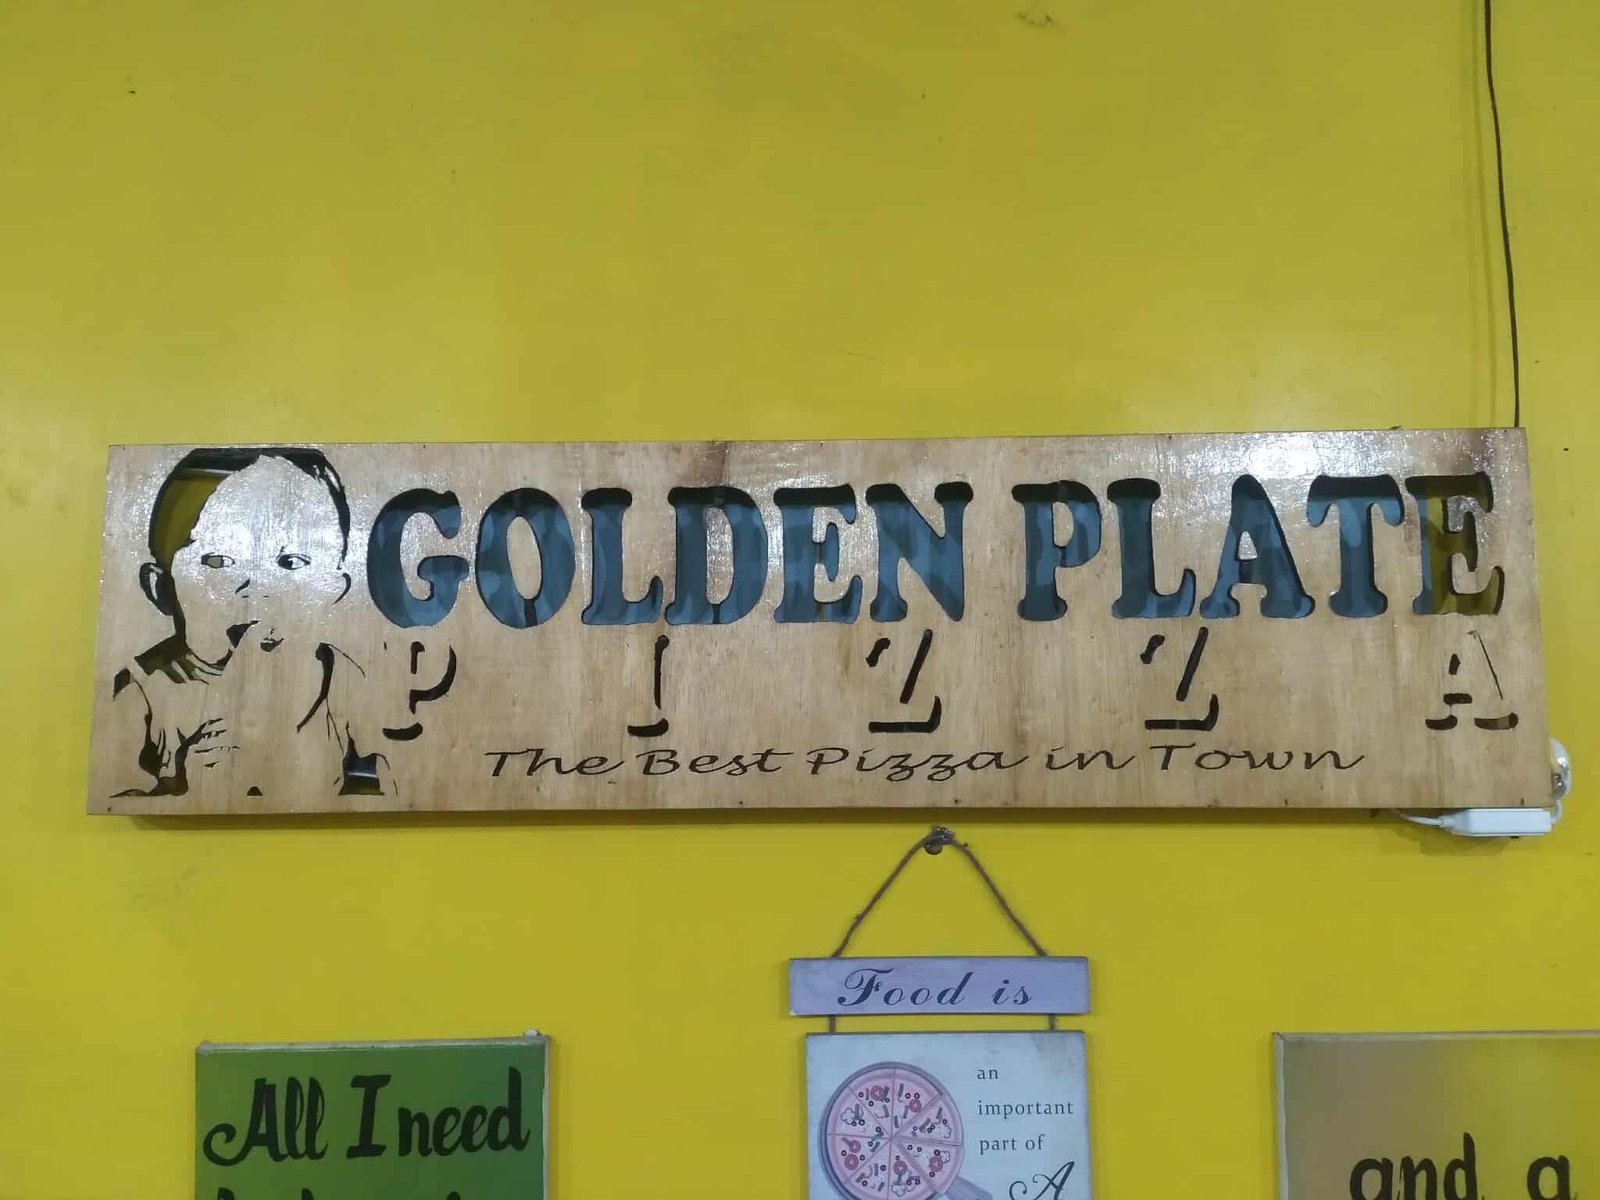 GOLDEN PLATE
PIZZA
The Best Pizza in Town
Food is
an
important
part of
A
All I need
and a